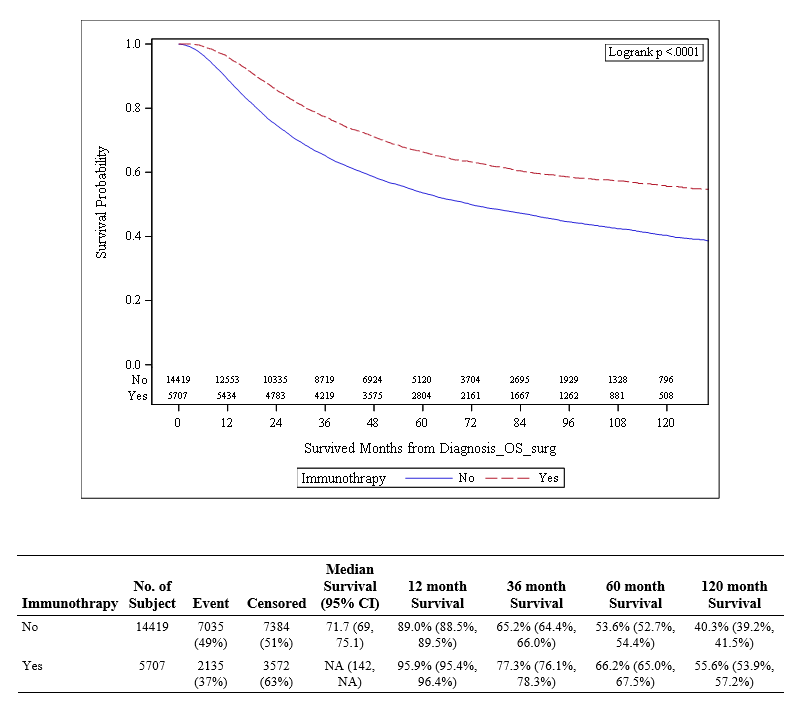 1.0
Logrank p <.0001
0.8
0.6
0.4
0.2
0.0
Survival Probability
No 14419 12553 10335 8719 6924 5120 3704 2695 1929 1328 796
Yes 5707 5434 4783 4219 3575 2804 2161 1667 1262 881 508
0 12 24 36 48 60 72 84 96 108 120
Survived Months from Diagnosis_OS_surg
Immunothrapy No Yes
Median
No. of Survival 12 month 36 month 60 month 120 month
Immunothrapy Subject Event Censored (95% CI) Survival Survival Survival Survival
No 14419 7035 7384 71.7 (69, 89.0% (88.5%, 65.2% (64.4%, 53.6% (52.7%, 40.3% (39.2%,
(49%) (51%) 75.1) 89.5%) 66.0%) 54.4%) 41.5%)
Yes 5707 2135 3572 NA (142, 95.9% (95.4%, 77.3% (76.1%, 66.2% (65.0%, 55.6% (53.9%,
(37%) (63%) NA) 96.4%) 78.3%) 67.5%) 57.2%)